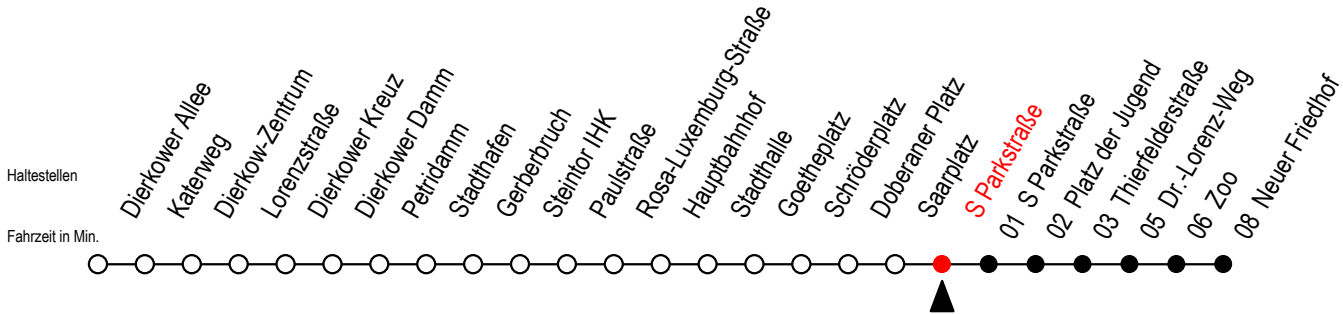 Haltestellen
Fahrzeit in Min.
Dierkower Allee
Katerweg
Dierkow-Zentrum
Lorenzstraße
Dierkower Kreuz
Dierkower Damm
Petridamm
Stadthafen
Gerberbruch
Steintor IHK
Paulstraße
Rosa-Luxemburg-Straße
Hauptbahnhof
Stadthalle
Goetheplatz
Schröderplatz
Doberaner Platz
Saarplatz
S Parkstraße
01 S Parkstraße
02 Platz der Jugend
03 Thierfelderstraße
05 Dr.-Lorenz-Weg
06 Zoo
08 Neuer Friedhof